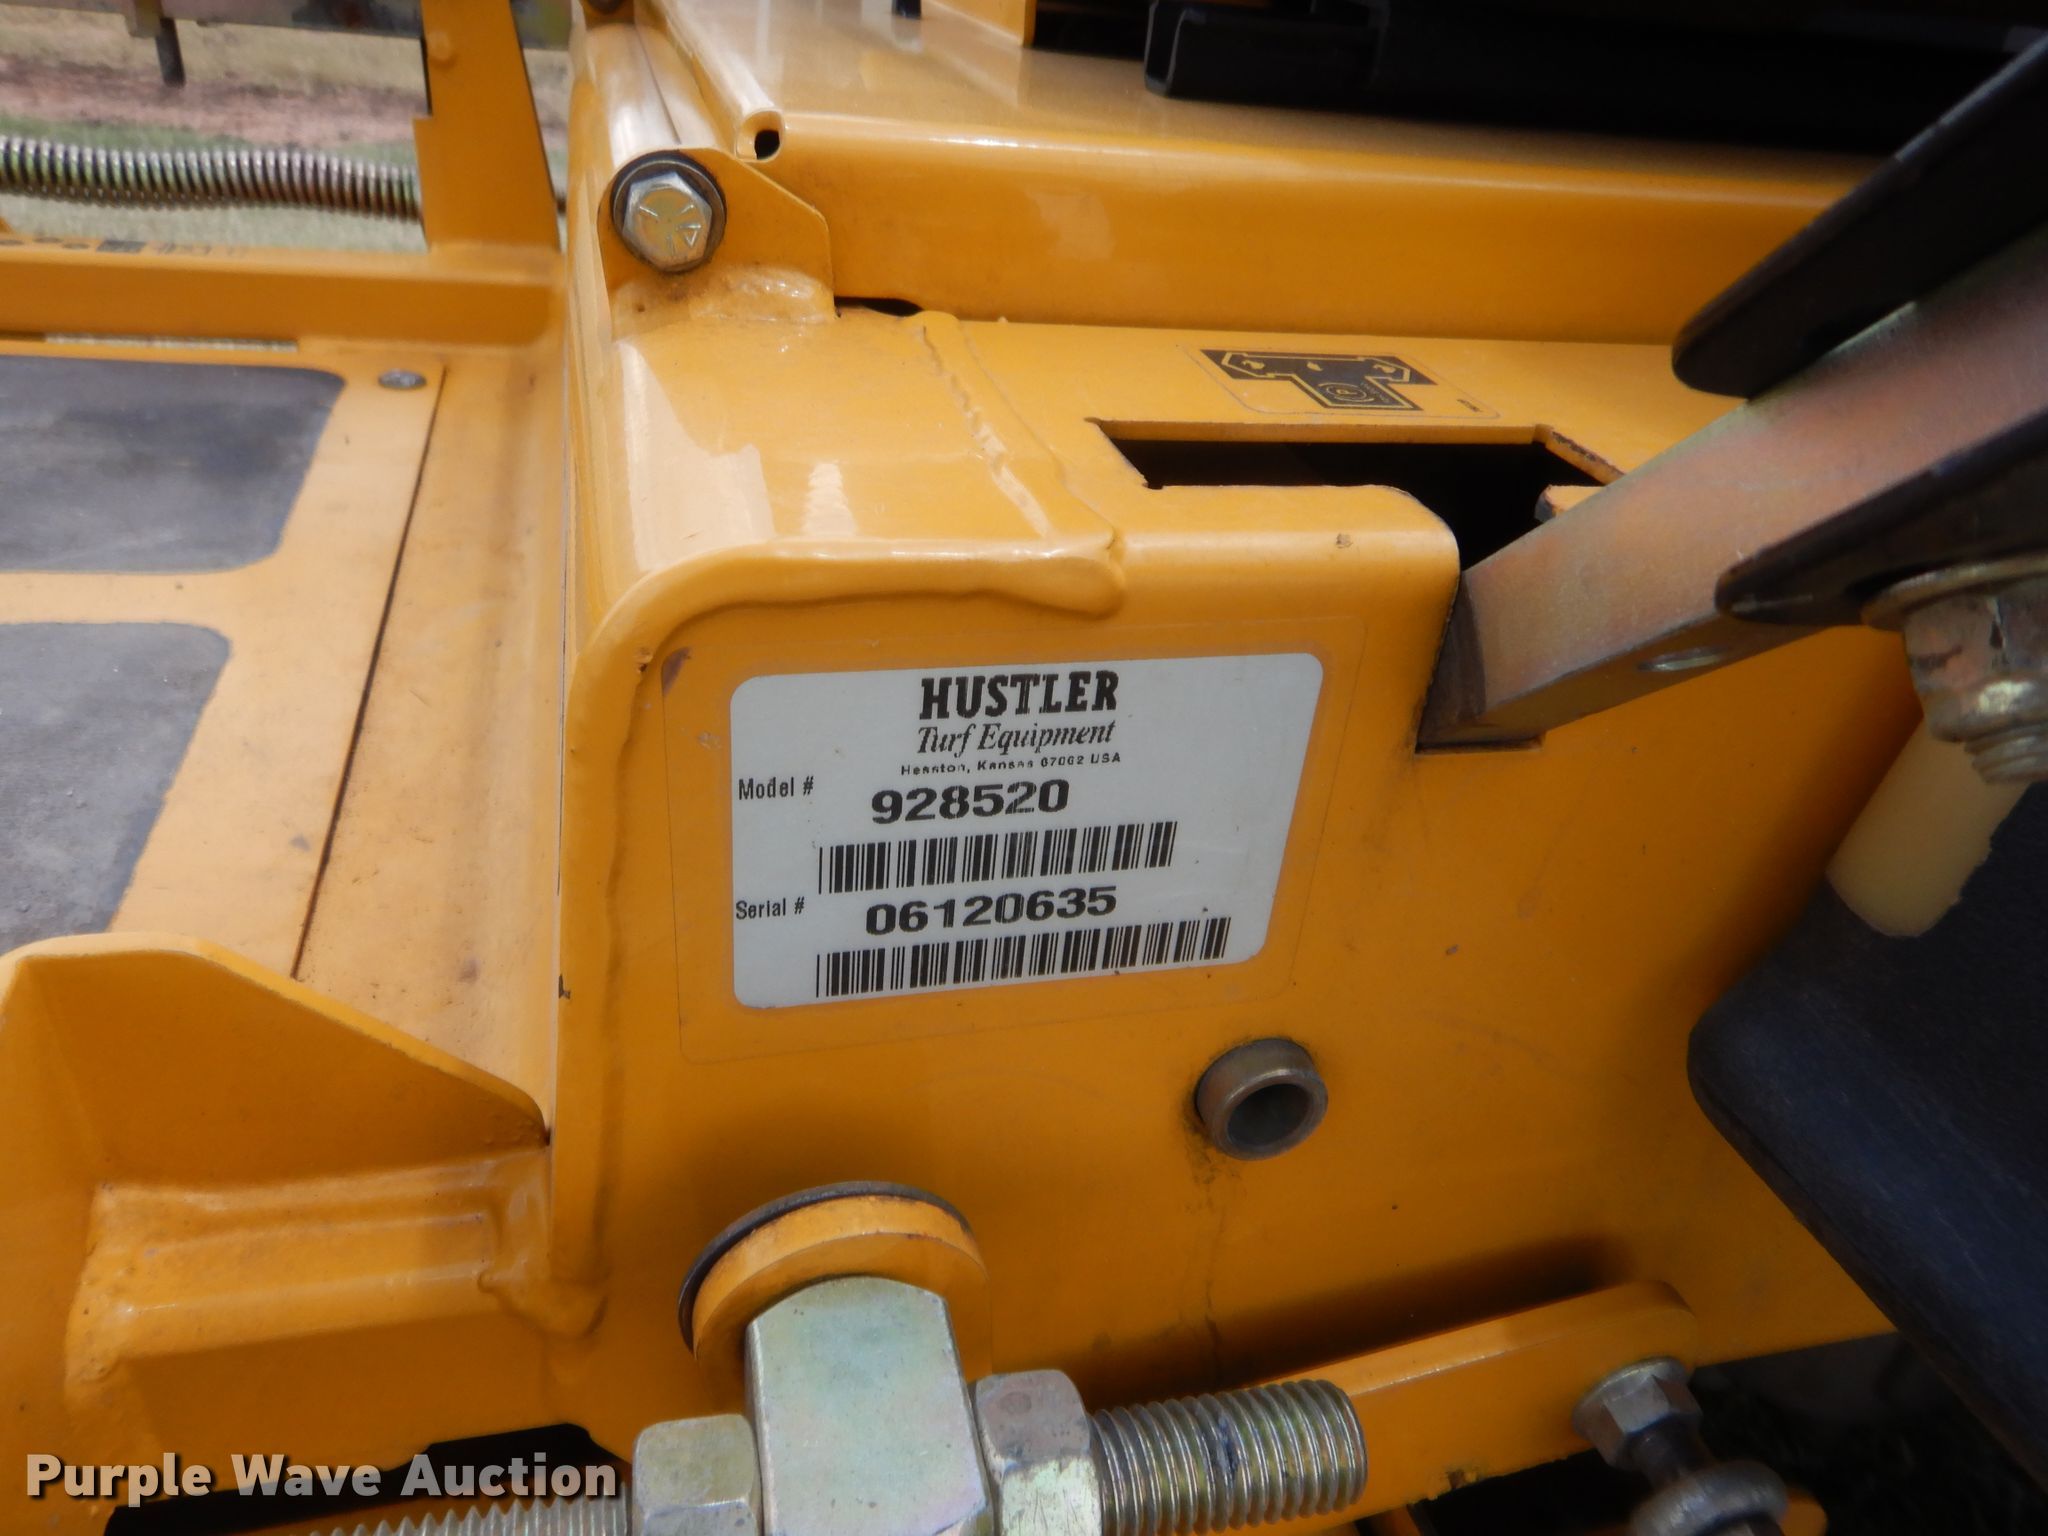 HUSTLER
Turf Equipment
Hesston, Kansas 67062 USA
Model # 928520
Serial # 06120635
Purple Wave Auction